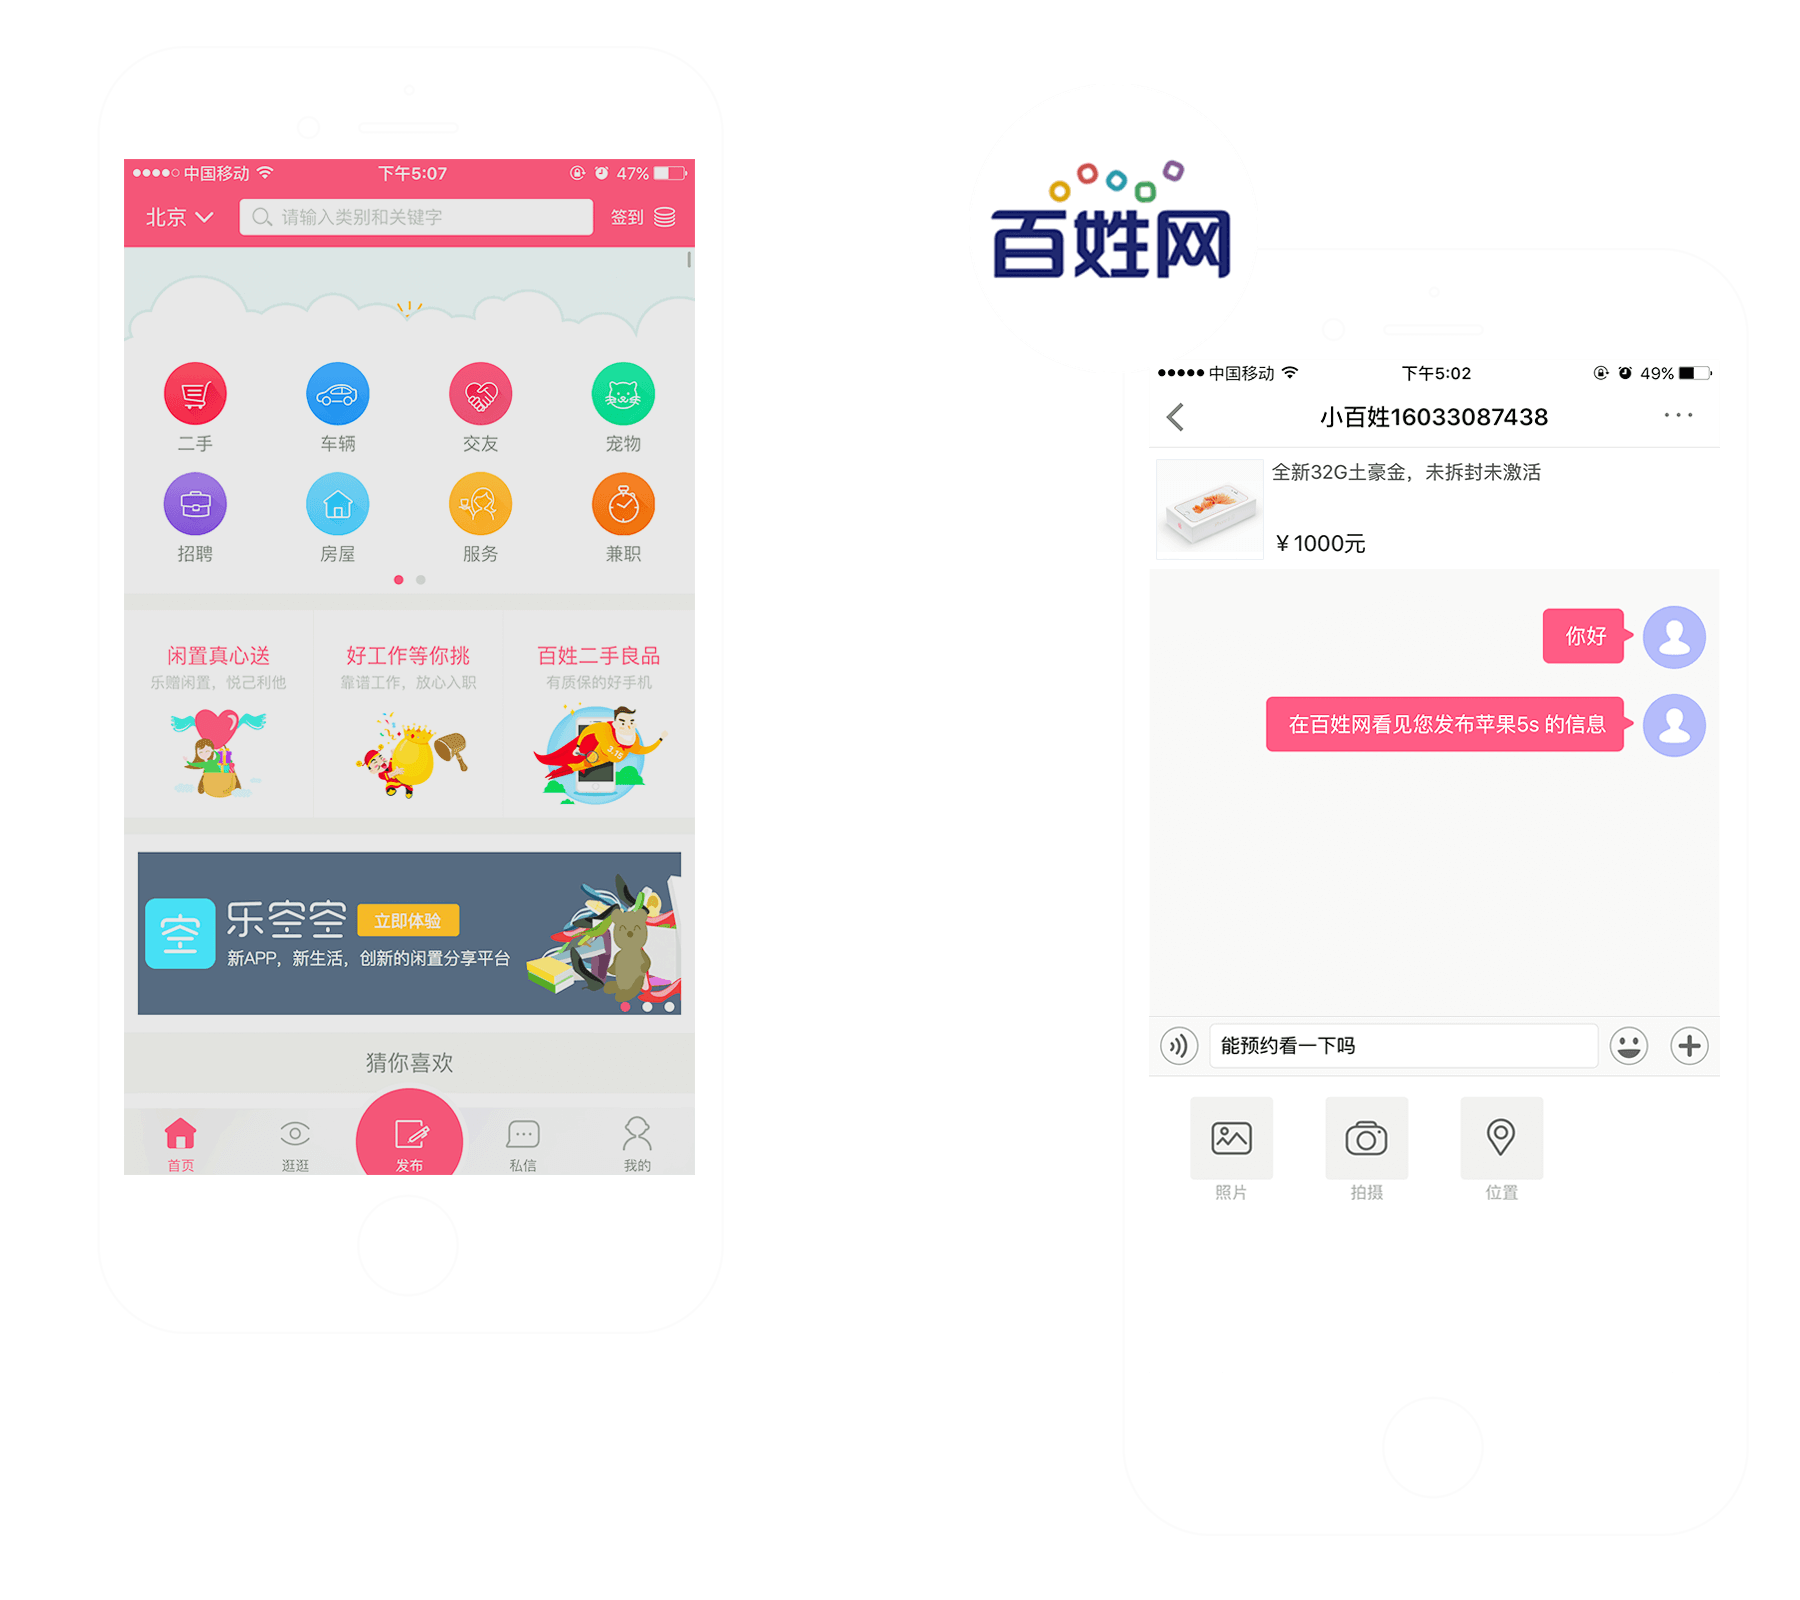 中国移动 下午5:07 47%
北京 请输入类别和关键字 签到
二手 车辆 交友 宠物
招聘 房屋 服务 兼职
闲置真心送 好工作等你挑 百姓二手良品
乐赠闲置，悦己利他 靠谱工作，放心入职 有质保的好手机
3.15
空 乐空空 立即体验
新APP，新生活，创新的闲置分享平台
猜你喜欢
首页 逛逛 发布 私信 我的
百姓网
中国移动 下午5:02 49%
小百姓16033087438
全新32G土豪金，未拆封未激活
￥1000元
你好
在百姓网看见您发布苹果5s 的信息
能预约看一下吗
照片 拍摄 位置